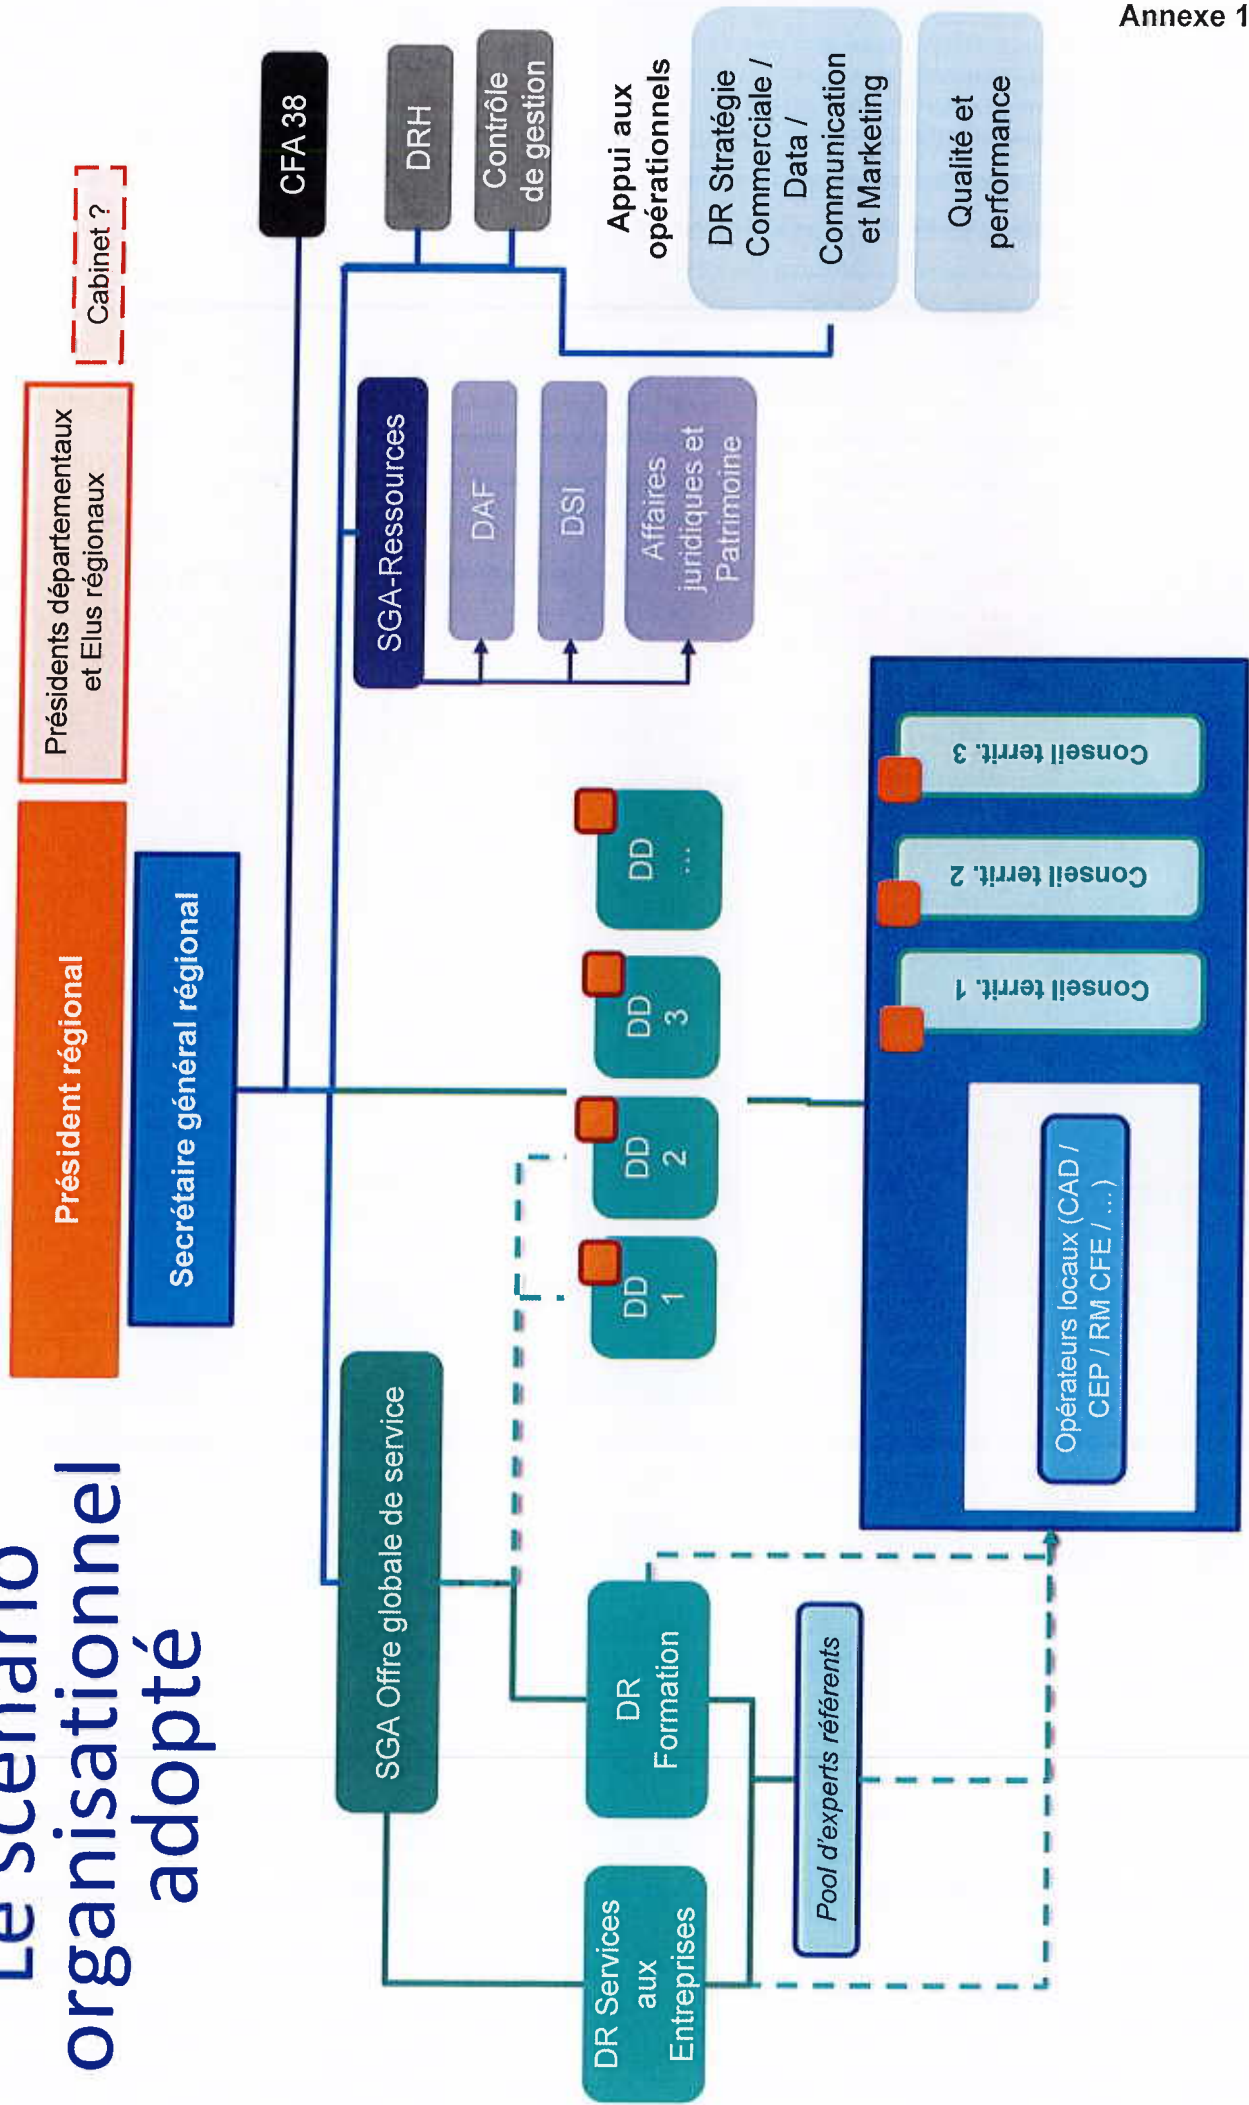 Annexe 1
Le scénario
organisationnel
adopté
Président régional
Présidents départementaux
et Elus régionaux
Cabinet ?
Secrétaire général régional
CFA 38
SGA Offre globale de service
SGA-Ressources
DRH
Contrôle
de gestion
DAF
DSI
Affaires
juridiques et
Patrimoine
Appui aux
opérationnels
DR Stratégie
Commerciale /
Data /
Communication
et Marketing
Qualité et
performance
DR Services
aux
Entreprises
DR
Formation
DD
1
DD
2
DD
3
DD
...
Pool d'experts référents
Opérateurs locaux (CAD /
CEP / RM CFE / ...)
Conseil territ. 1
Conseil territ. 2
Conseil territ. 3